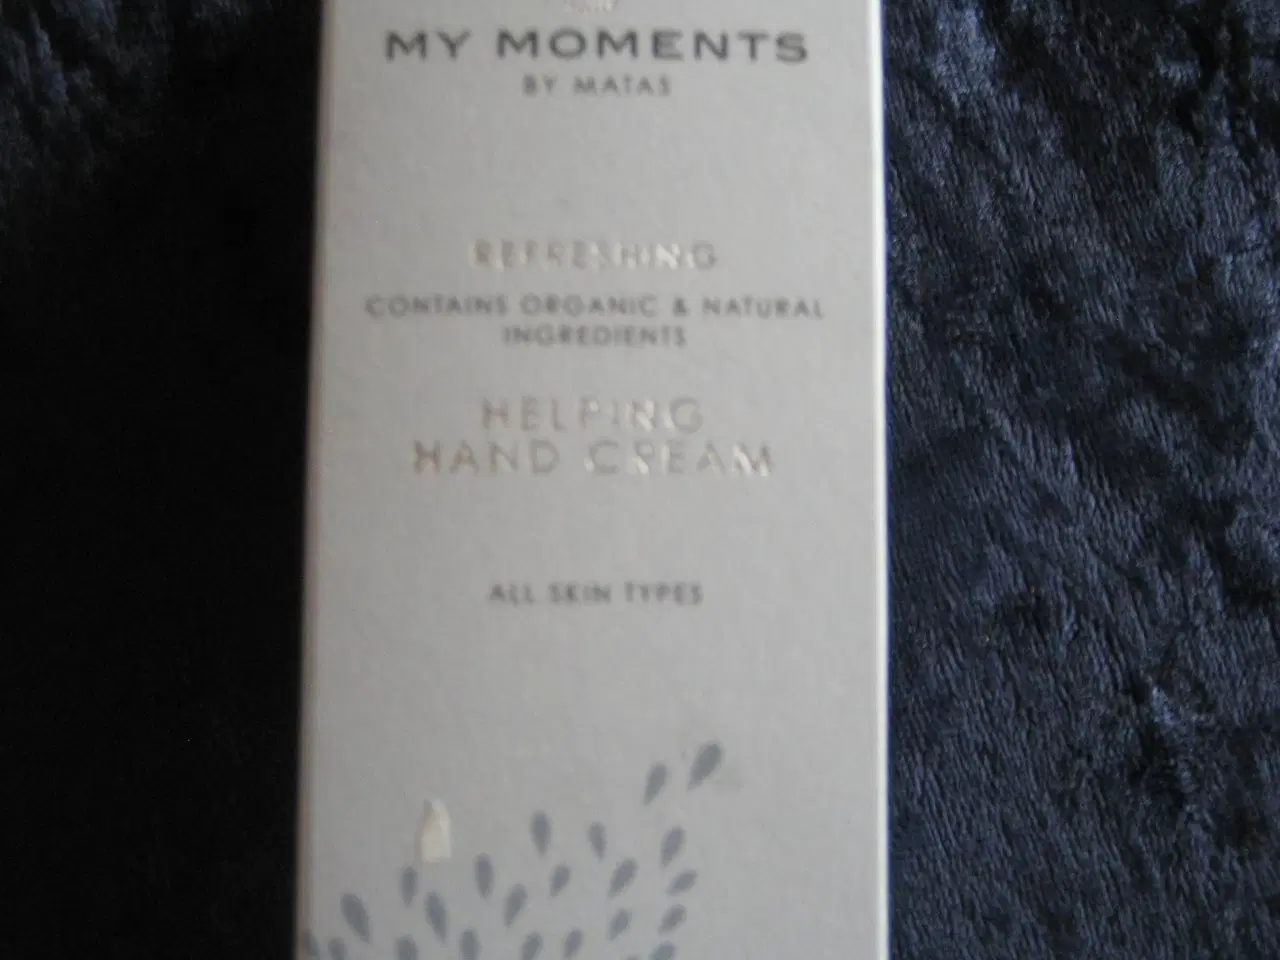 MY MOMENTS
BY MATAS
REFRESHING
CONTAINS ORGANIC & NATURAL
INGREDIENTS
HELPING
HAND CREAM
ALL SKIN TYPES